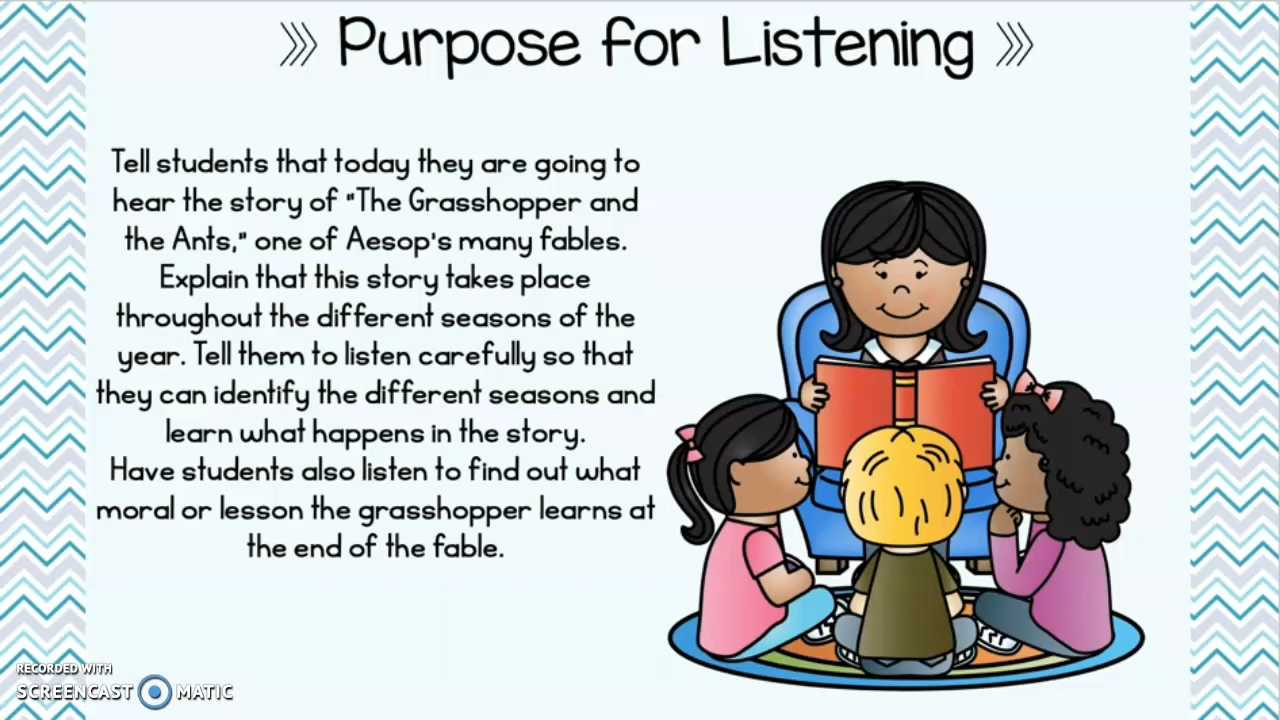 Purpose for Listening
Tell students that today they are going to
hear the story of "The Grasshopper and
the Ants," one of Aesop's many fables.
Explain that this story takes place
throughout the different seasons of the
year. Tell them to listen carefully so that
they can identify the different seasons and
learn what happens in the story.
Have students also listen to find out what
moral or lesson the grasshopper learns at
the end of the fable.
RECORDED WITH
SCREENCAST MATIC